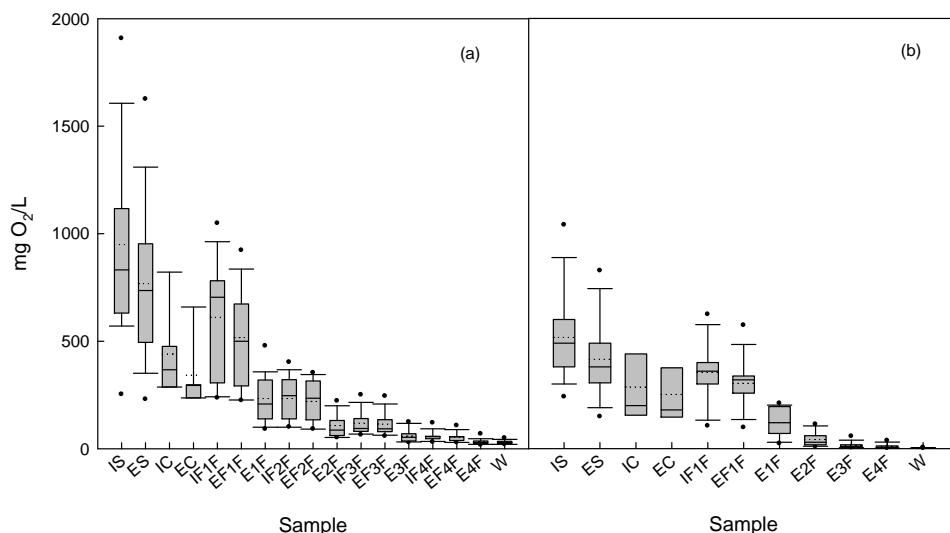 2000
(a)
(b)
1500
1000
500
0
mg O₂/L
IS
ES
IC
EC
IF1F
EF1F
E1F
IF2F
EF2F
E2F
IF3F
EF3F
E3F
IF4F
EF4F
E4F
W
IS
ES
IC
EC
IF1F
EF1F
E1F
E2F
E3F
E4F
W
Sample
Sample